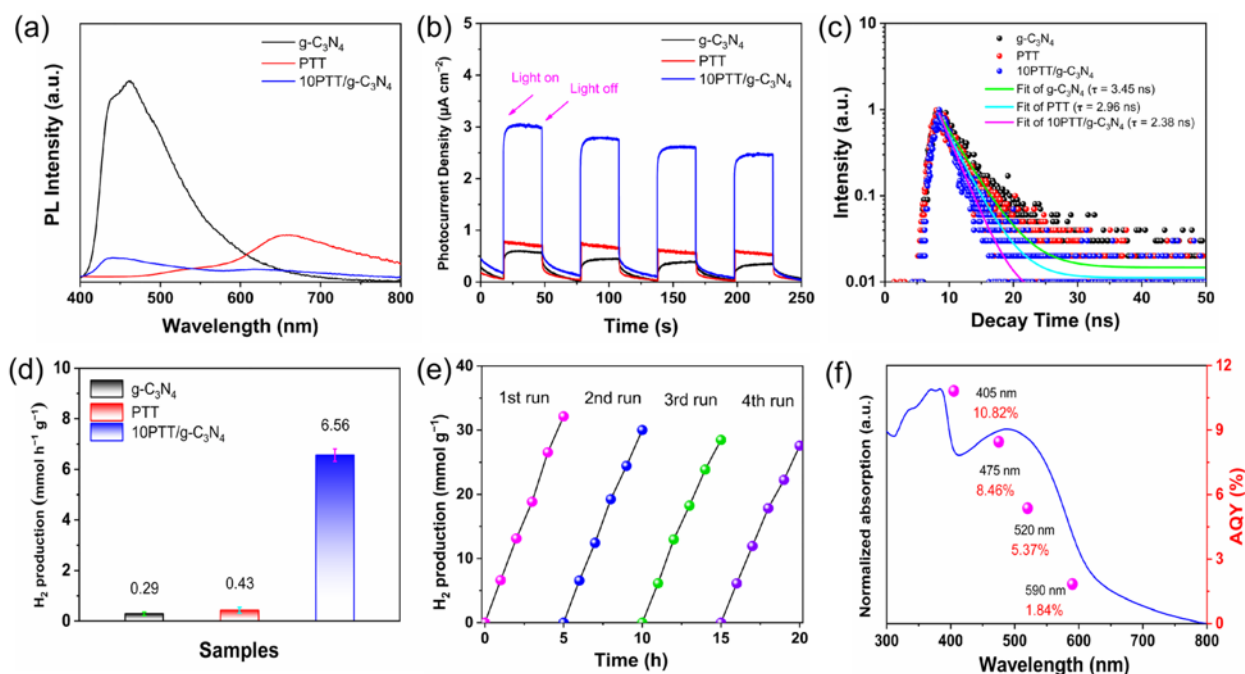 (a)
g-C₃N₄
PTT
10PTT/g-C₃N₄
PL Intensity (a.u.)
400 500 600 700 800
Wavelength (nm)
(b)
g-C₃N₄
PTT
10PTT/g-C₃N₄
Light on
Light off
Photocurrent Density (μA cm⁻²)
5
4
3
2
1
0
0 50 100 150 200 250
Time (s)
(c)
g-C₃N₄
PTT
10PTT/g-C₃N₄
Fit of g-C₃N₄ (τ = 3.45 ns)
Fit of PTT (τ = 2.96 ns)
Fit of 10PTT/g-C₃N₄ (τ = 2.38 ns)
Intensity (a.u.)
1
0.1
0.01
0 10 20 30 40 50
Decay Time (ns)
(d)
g-C₃N₄
PTT
10PTT/g-C₃N₄
H₂ production (mmol h⁻¹ g⁻¹)
10
8
6
4
2
0
0.29
0.43
6.56
Samples
(e)
1st run 2nd run 3rd run 4th run
H₂ production (mmol g⁻¹)
40
30
20
10
0
0 5 10 15 20
Time (h)
(f)
Normalized absorption (a.u.)
405 nm
10.82%
475 nm
8.46%
520 nm
5.37%
590 nm
1.84%
12
9
6
3
0
AQY (%)
300 400 500 600 700 800
Wavelength (nm)